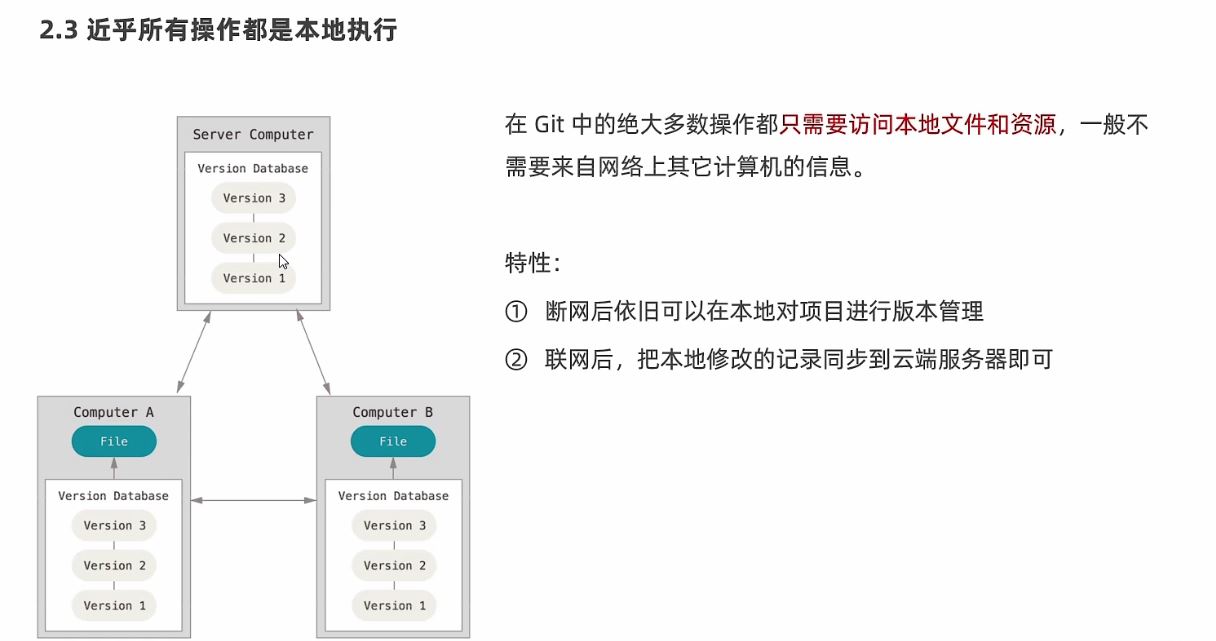 2.3 近乎所有操作都是本地执行
Server Computer
Version Database
Version 3
Version 2
Version 1
Computer A
File
Version Database
Version 3
Version 2
Version 1
Computer B
File
Version Database
Version 3
Version 2
Version 1
在 Git 中的绝大多数操作都只需要访问本地文件和资源，一般不
需要来自网络上其它计算机的信息。
特性：
① 断网后依旧可以在本地对项目进行版本管理
② 联网后，把本地修改的记录同步到云端服务器即可